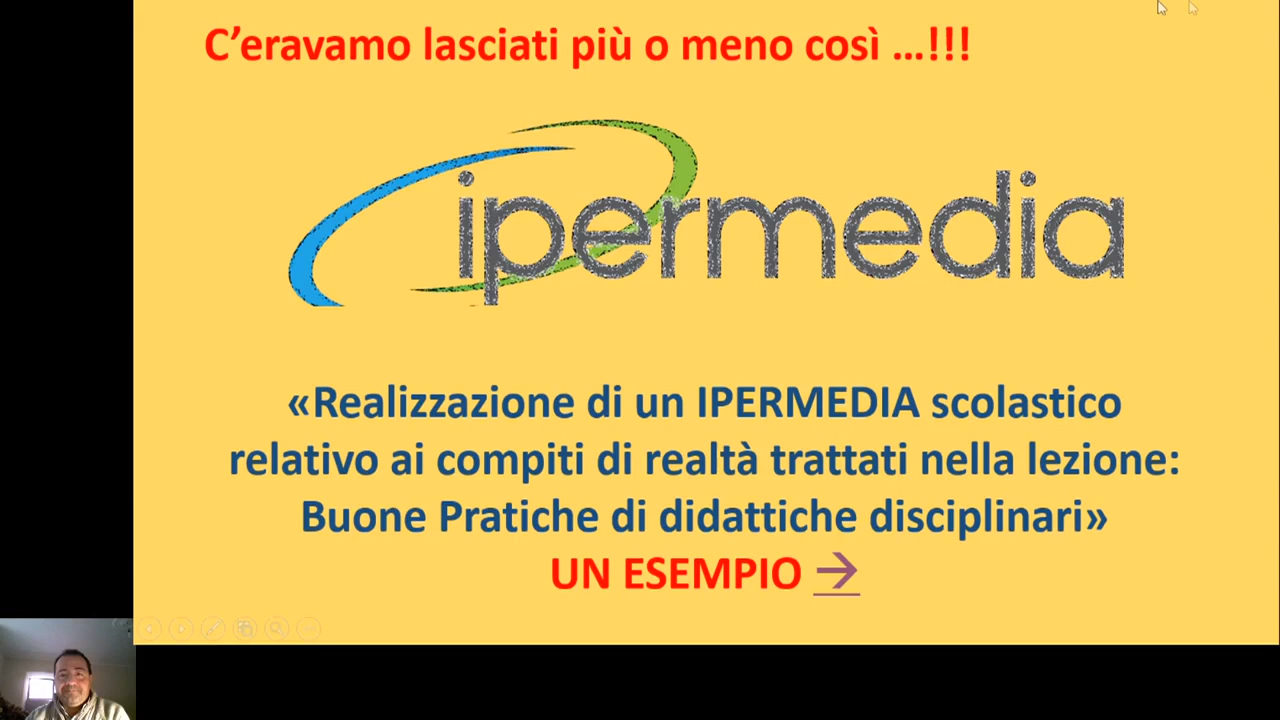 C’eravamo lasciati più o meno così ...!!!
ipermedia
«Realizzazione di un IPERMEDIA scolastico
relativo ai compiti di realtà trattati nella lezione:
Buone Pratiche di didattiche disciplinari»
UN ESEMPIO →